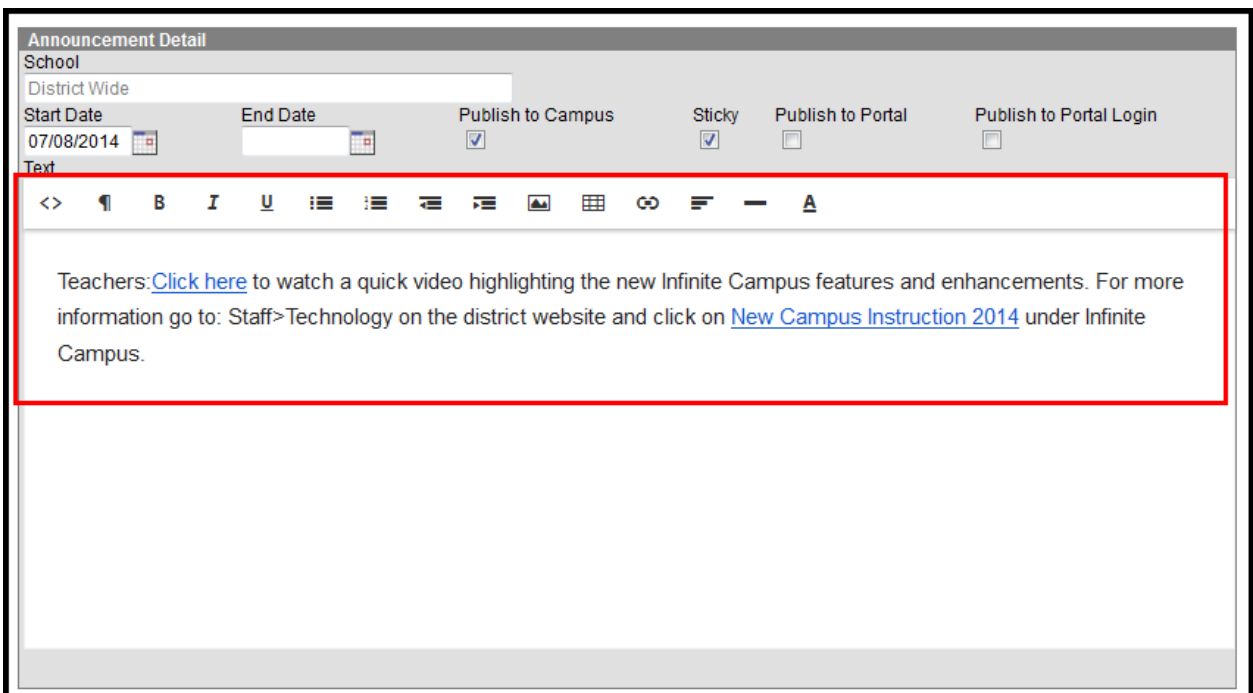 Announcement Detail
School
District Wide
Start Date End Date Publish to Campus Sticky Publish to Portal Publish to Portal Login
07/08/2014
Text
<> ¶ B I U A
Teachers:Click here to watch a quick video highlighting the new Infinite Campus features and enhancements. For more
information go to: Staff>Technology on the district website and click on New Campus Instruction 2014 under Infinite
Campus.